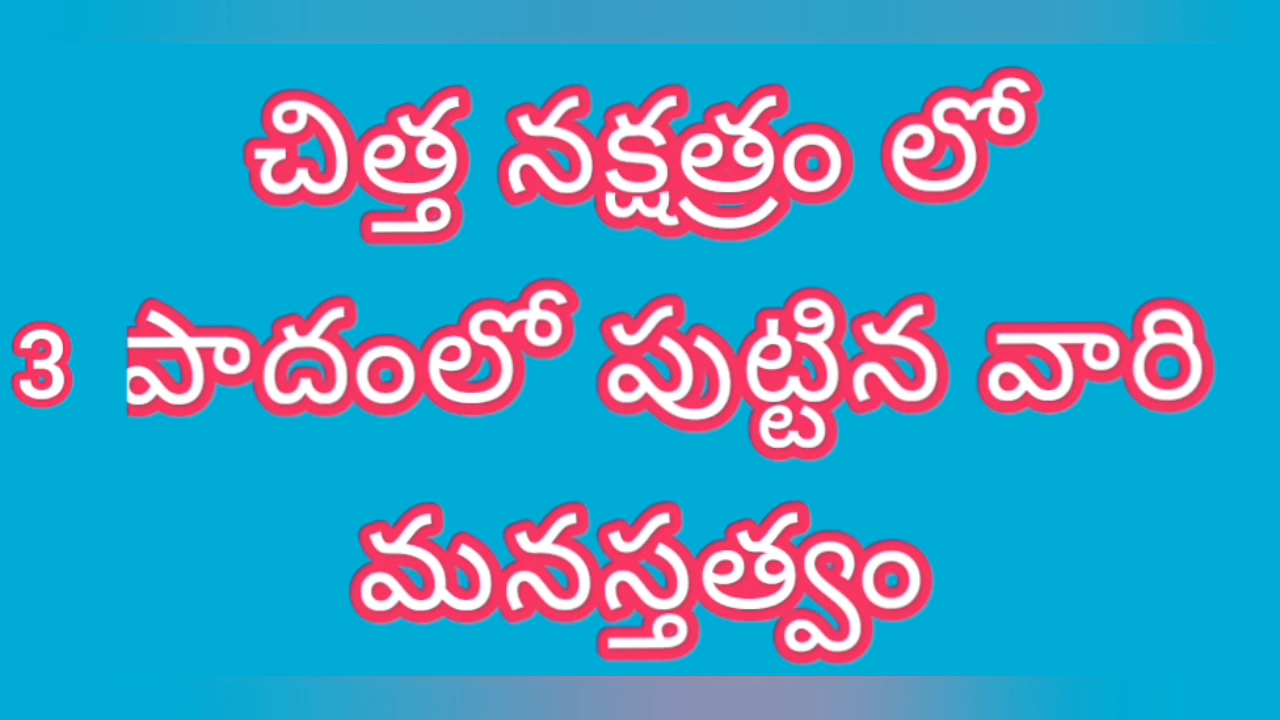 చిత్త నక్షత్రం లో
3 పాదంలో పుట్టిన వారి
మనస్తత్వం